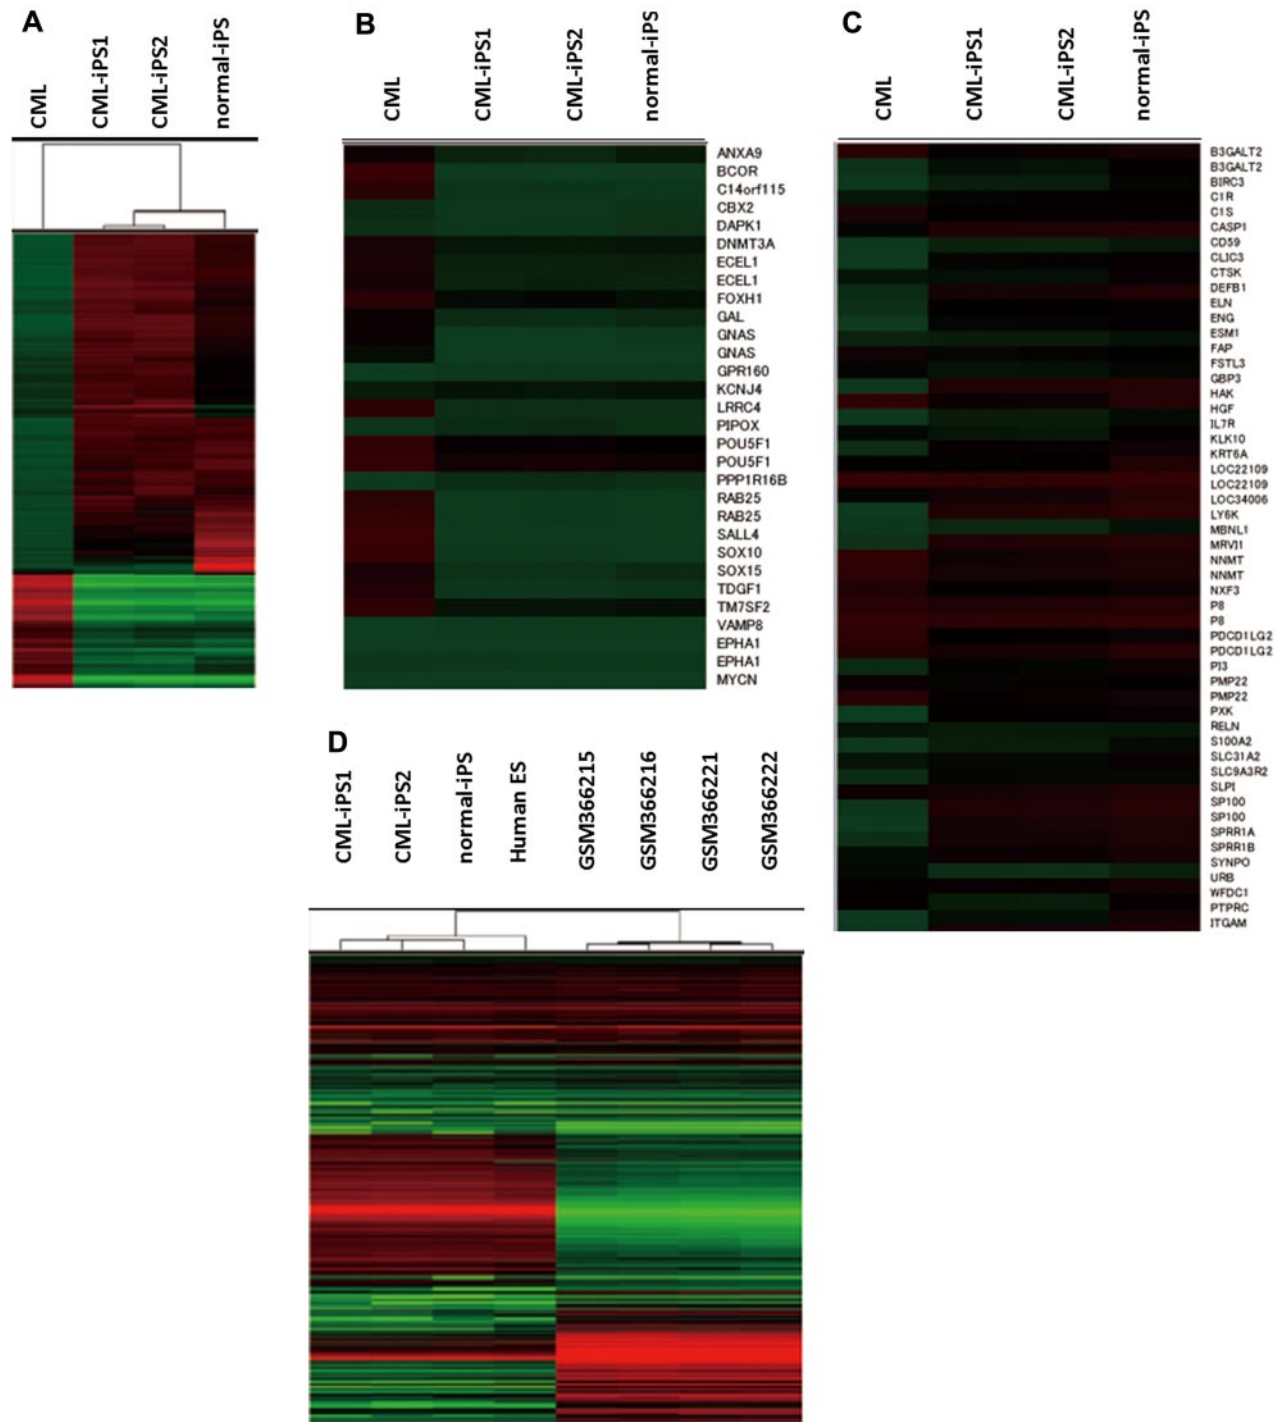 A
CML
CML-iPS1
CML-iPS2
normal-iPS
B
CML
CML-iPS1
CML-iPS2
normal-iPS
ANXA9
BCOR
C14orf115
CBX2
DAPK1
DNMT3A
ECEL1
ECEL1
FOXH1
GAL
GNAS
GNAS
GPR160
KCNJ4
LRRC4
PIPOX
POU5F1
POU5F1
PPP1R16B
RAB25
RAB25
SALL4
SOX10
SOX15
TDGF1
TM7SF2
VAMP8
EPHA1
EPHA1
MYCN
C
CML
CML-iPS1
CML-iPS2
normal-iPS
B3GALT2
B3GALT2
BIRC3
C1R
C1S
CASP1
CD59
CLIC3
CTSK
DEFB1
ELN
ENG
ESM1
FAP
FSTL3
GBP3
HAK
HGF
IL7R
KLK10
KRT6A
LOC22109
LOC22109
LOC34006
LY6K
MBNL1
MRVI1
NNMT
NNMT
NXF3
P8
P8
PDCD1LG2
PDCD1LG2
PI3
PMP22
PMP22
PXK
RELN
S100A2
SLC31A2
SLC9A3R2
SLPI
SP100
SP100
SPRR1A
SPRR1B
SYNPO
URB
WFDC1
PTPRC
ITGAM
D
CML-iPS1
CML-iPS2
normal-iPS
Human ES
GSM366215
GSM366216
GSM366221
GSM366222